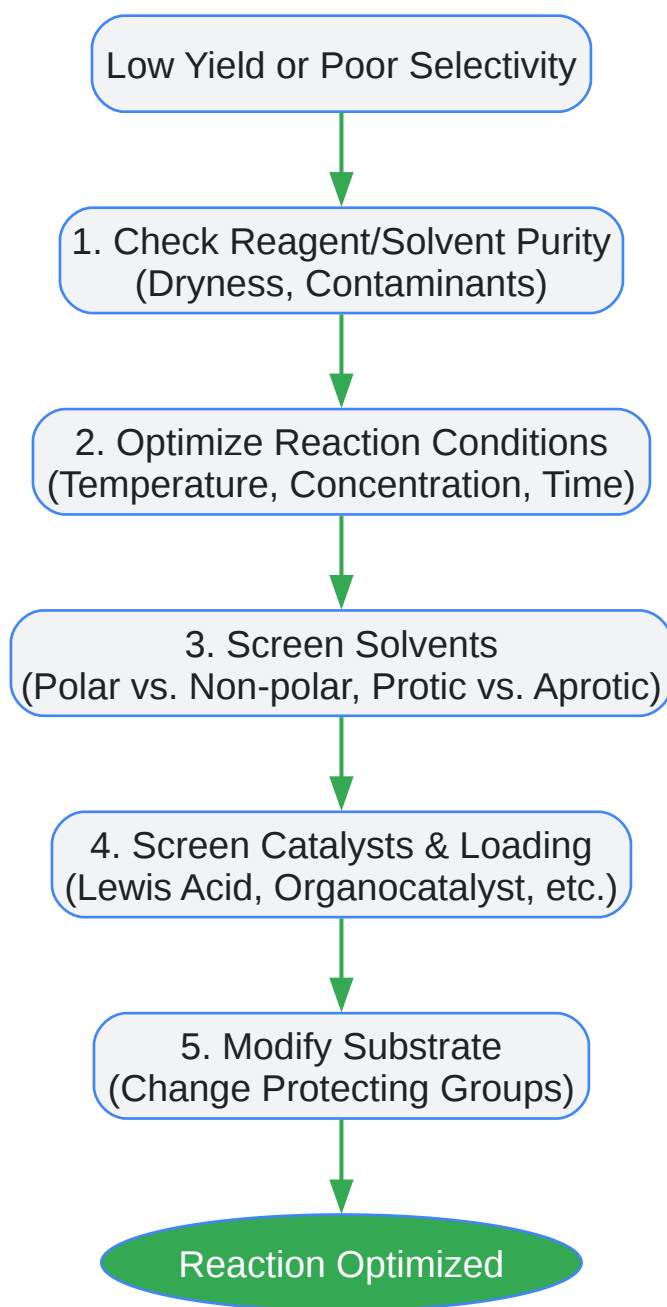 Low Yield or Poor Selectivity
1. Check Reagent/Solvent Purity
(Dryness, Contaminants)
2. Optimize Reaction Conditions
(Temperature, Concentration, Time)
3. Screen Solvents
(Polar vs. Non-polar, Protic vs. Aprotic)
4. Screen Catalysts & Loading
(Lewis Acid, Organocatalyst, etc.)
5. Modify Substrate
(Change Protecting Groups)
Reaction Optimized